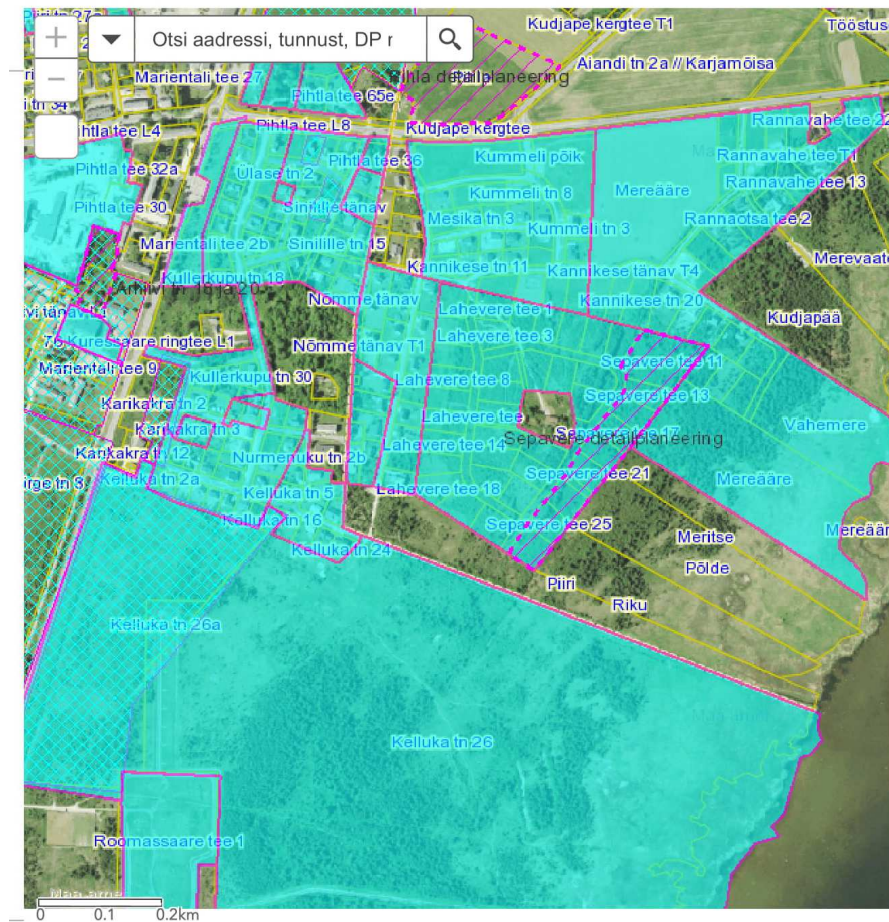 Otsi aadressi, tunnust, DP r
Kudjape kergtee T1
Tööstus
Aiandi tn 2a // Karjamõisa
Marientali tee 27
Pihtla tee 65e
Pihtla tee L8
Kudjape kergtee
Rannavahe tee 22
Pihtla tee 32a
Ülase tn 2
Pihtla tee 36
Kummeli põik
Rannavahe tee T1
Pihtla tee 30
Kummeli tn 8
Mereääre
Rannavahe tee 13
Sinilille tänav
Mesika tn 3
Kummeli tn 3
Rannaotsa tee 2
Marientali tee 2b
Sinilille tn 15
Merevaate
Kullerkupu tn 18
Kannikese tn 11
Kannikese tänav T4
Arhiivi tn 18 ja 20
Nõmme tänav
Lahevere tee 1
Kannikese tn 20
Kudjapää
76 Kuressaare ringtee L1
Nõmme tänav T1
Lahevere tee 3
Marientali tee 9
Kullerkupu tn 30
Lahevere tee 8
Sepavere tee 11
Sepavere tee 13
Karikakra tn 2
Lahevere tee
Vahemere
Karikakra tn 3
Sepavere tee 17
Sepavere detailplaneering
Karikakra tn 12
Nurmenuku tn 2b
Lahevere tee 14
Kelluka tn 2a
Sepavere tee 21
Mereääre
Kelluka tn 5
Lahevere tee 18
Kelluka tn 16
Sepavere tee 25
Mereäär
Meritse
Kelluka tn 24
Põlde
Piiri
Riku
Kelluka tn 26a
Kelluka tn 26
Roomassaare tee 1
0 0.1 0.2km